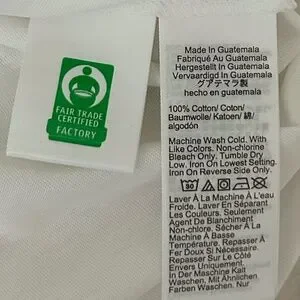 FAIR TRADE
CERTIFIED
FACTORY
Made In Guatemala
Fabriqué Au Guatemala
Hergestellt In Guatemala
Vervaardigd In Guatemala
グアテマラ製
hecho en guatemala
100% Cotton/ Coton/
Baumwolle/ Katoen/ 綿/
algodón
Machine Wash Cold. With
Like Colors. Non-chlorine
Bleach Only. Tumble Dry
Low. Iron On Lowest Setting.
Iron On Reverse Side Only.
30
Laver À La Machine À L'eau
Froide. Laver En Séparant
Les Couleurs. Seulement
Agent De Blanchiment
Non-chlore. Sécher À La
Machine A Basse
Température. Repasser À
Fer Doux Si Nécessaire.
Repasser Sur Le Côté
Envers Uniquement.
In Der Maschine Kalt
Waschen, Mit Ähnlichen
Farben Waschen. Nur